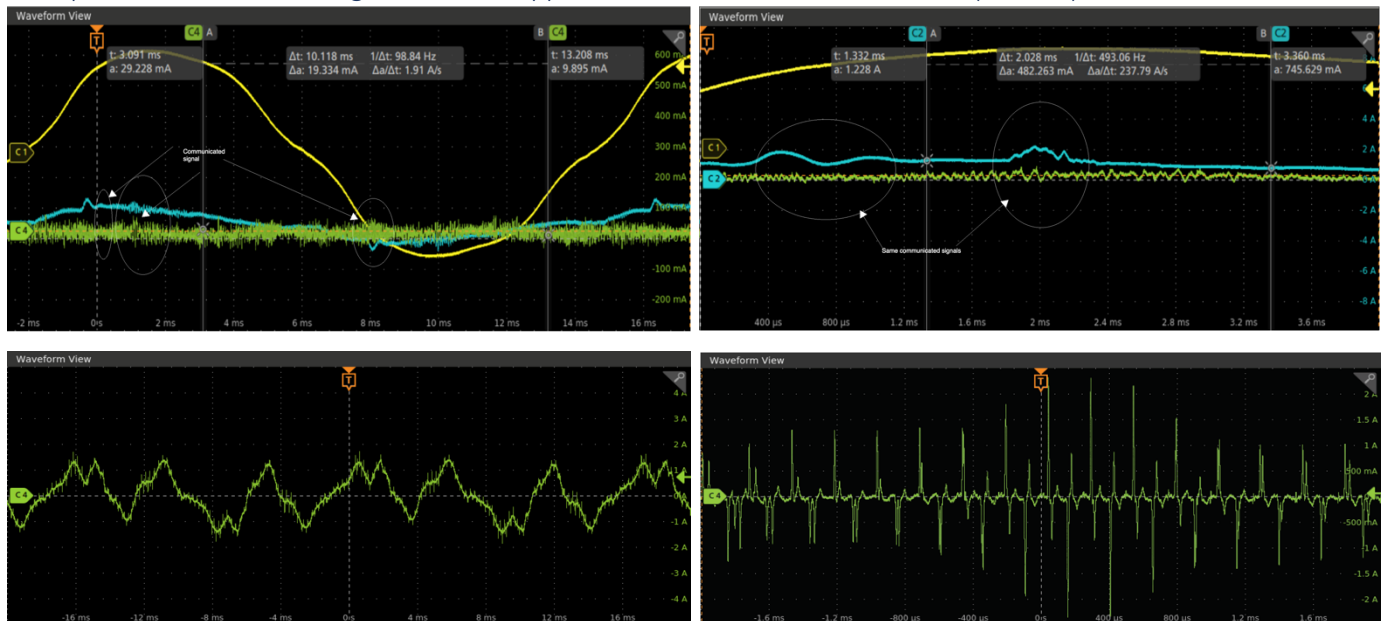 Waveform View
C4 A
B C4
T
t: 3.091 ms
a: 29.228 mA
Δt: 10.118 ms 1/Δt: 98.84 Hz
Δa: 19.334 mA Δa/Δt: 1.91 A/s
t: 13.208 ms
a: 9.895 mA
600 m
500 mA
400 mA
300 mA
200 mA
100 mA
-100 mA
-200 mA
C1
C4
Communicated
signal
-2 ms 0s 2 ms 4 ms 6 ms 8 ms 10 ms 12 ms 14 ms 16 ms
Waveform View
C2 A
B C2
T
t: 1.332 ms
a: 1.228 A
Δt: 2.028 ms 1/Δt: 493.06 Hz
Δa: 482.263 mA Δa/Δt: 237.79 A/s
t: 3.360 ms
a: 745.629 mA
4 A
2 A
-2 A
-4 A
-6 A
-8 A
C1
C2
Same communicated signals
400 µs 800 µs 1.2 ms 1.6 ms 2 ms 2.4 ms 2.8 ms 3.2 ms 3.6 ms
Waveform View
T
4 A
3 A
2 A
1 A
-1 A
-2 A
-3 A
-4 A
C4
-16 ms -12 ms -8 ms -4 ms 0s 4 ms 8 ms 12 ms 16 ms
Waveform View
T
2 A
1.5 A
1 A
500 mA
-500 mA
-1 A
-1.5 A
-2 A
C4
-1.6 ms -1.2 ms -800 µs -400 µs 0s 400 µs 800 µs 1.2 ms 1.6 ms